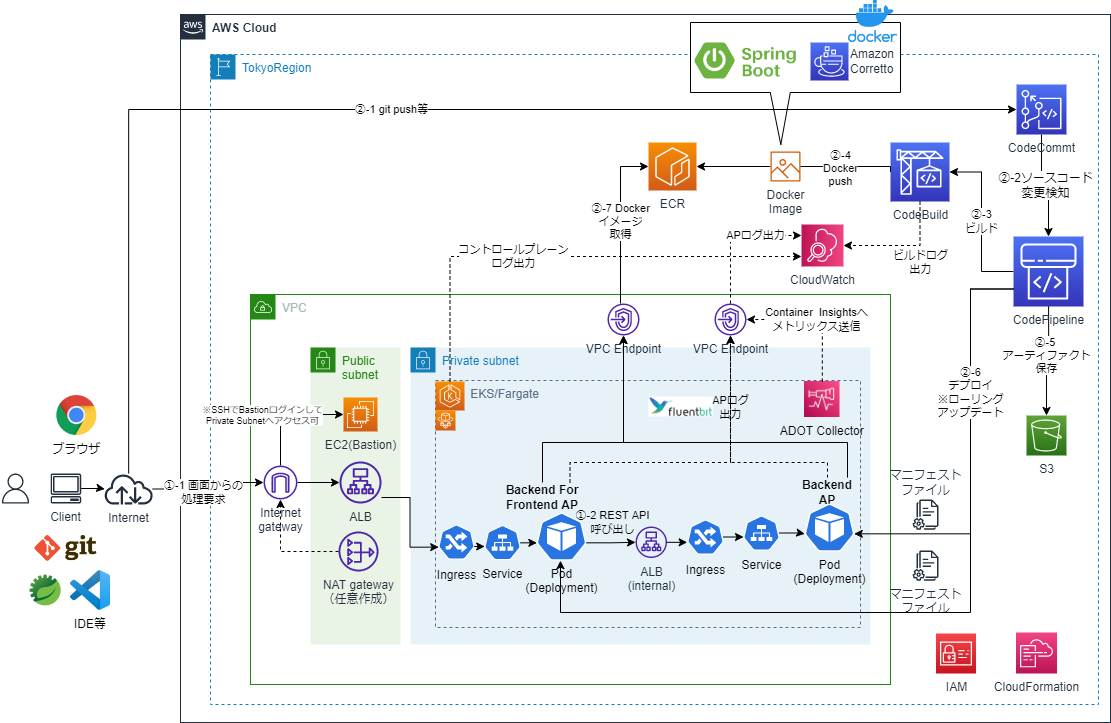 aws
AWS Cloud
TokyoRegion
docker
Spring
Boot
Amazon
Corretto
②-1 git push等
CodeCommt
②-2ソースコード
変更検知
②-4
Docker
push
ECR
Docker
Image
CodeBuild
②-3
ビルド
②-7 Docker
イメージ
取得
コントロールプレーン
ログ出力
APログ出力
ビルドログ
出力
CloudWatch
CodePipeline
VPC
Container Insightsへ
メトリックス送信
VPC Endpoint
VPC Endpoint
②-5
アーティファクト
保存
Public
subnet
Private subnet
②-6
デプロイ
※ローリング
アップデート
EKS/Fargate
fluentbit
APログ
出力
ADOT Collector
※SSHでBastionログインして
Private Subnetへアクセス可
EC2(Bastion)
ブラウザ
S3
①-1 画面からの
処理要求
Client
Internet
Internet
gateway
ALB
Backend For
Frontend AP
Backend
AP
マニフェスト
ファイル
①-2 REST API
呼び出し
git
Ingress
Service
Pod
(Deployment)
ALB
(internal)
Ingress
Service
Pod
(Deployment)
NAT gateway
（任意作成）
マニフェスト
ファイル
IDE等
IAM
CloudFormation